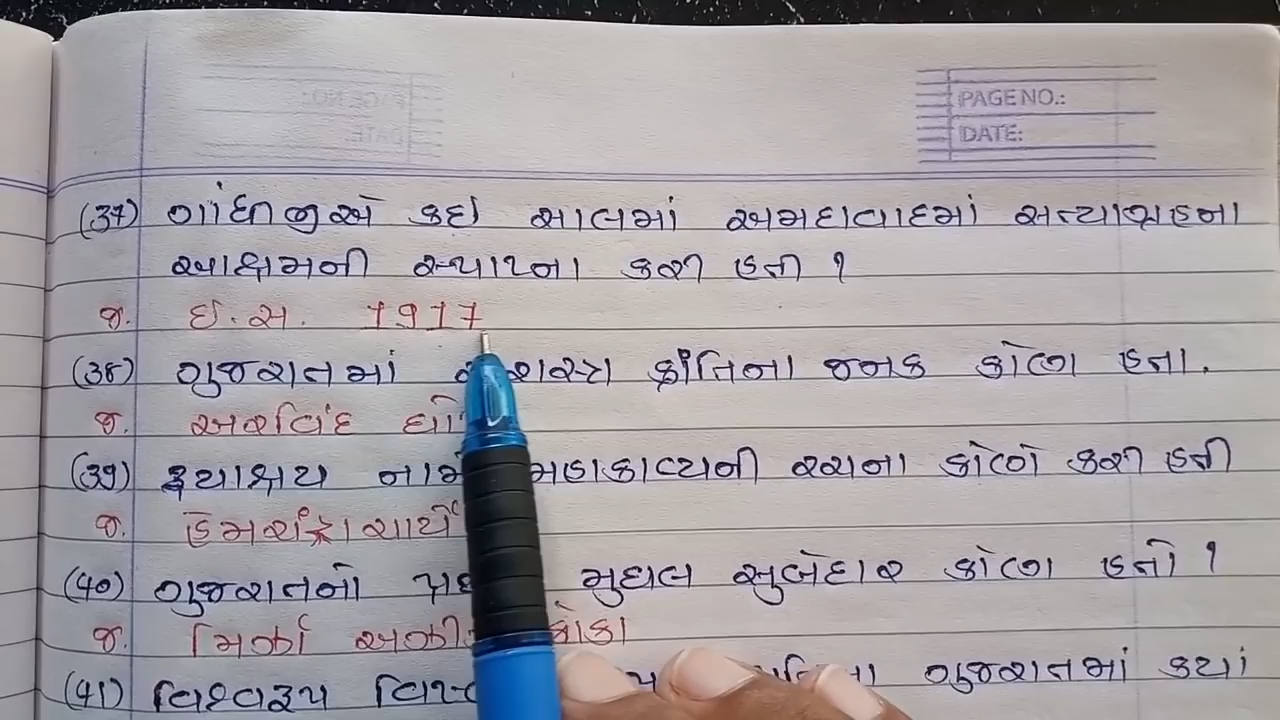 PAGE NO.:
DATE:
(37) ગાંધીજીએ કઇ સાલમાં અમદાવાદમાં સત્યાગ્રહના
આશ્રમની સ્થાપના કરી હતી ?
જ. ઇ.સ. 1917
(38) ગુજરાતમાં ક્રાંતિના જનક કોણ હતા.
જ. અરવિંદ
(39) દ્વયાશ્રય નામે મહાકાવ્યની રચના કોણે કરી હતી
જ. હેમચંદ્રાચાર્ય
(40) ગુજરાતનો મુઘલ સુબેદાર કોણ હતો ?
જ. મિર્ઝા કોકા
(41) વિશ્વરૂપ ગુજરાતમાં કયાં